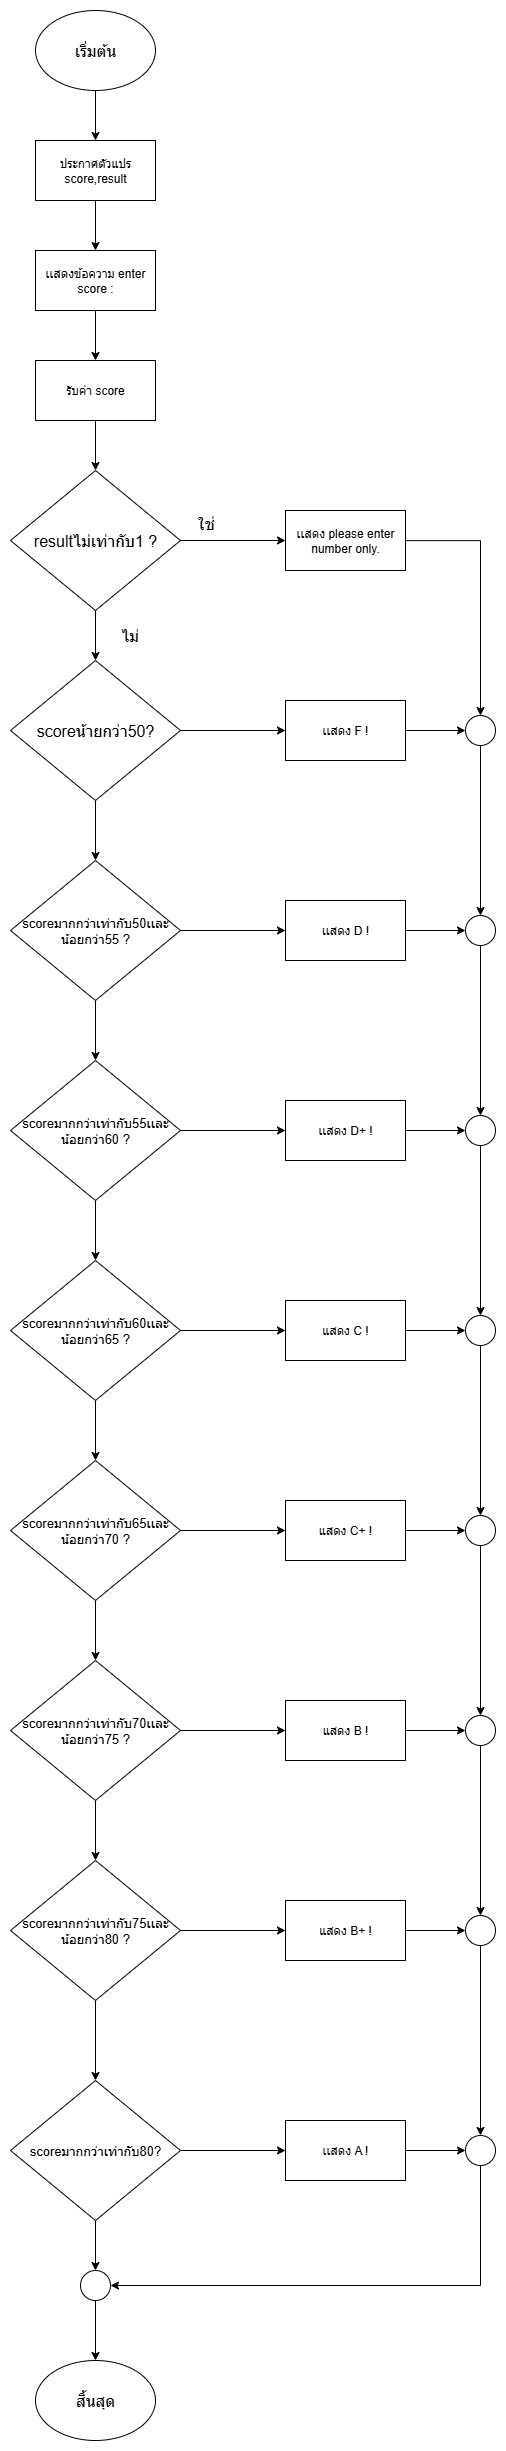 เริ่มต้น
ประกาศตัวแปร
score,result
แสดงข้อความ enter
score :
รับค่า score
resultไม่เท่ากับ1 ?
ใช่
แสดง please enter
number only.
ไม่
scoreน้ายกว่า50?
แสดง F !
scoreมากกว่าเท่ากับ50และ
น้อยกว่า55 ?
แสดง D !
scoreมากกว่าเท่ากับ55และ
น้อยกว่า60 ?
แสดง D+ !
scoreมากกว่าเท่ากับ60และ
น้อยกว่า65 ?
แสดง C !
scoreมากกว่าเท่ากับ65และ
น้อยกว่า70 ?
แสดง C+ !
scoreมากกว่าเท่ากับ70และ
น้อยกว่า75 ?
แสดง B !
scoreมากกว่าเท่ากับ75และ
น้อยกว่า80 ?
แสดง B+ !
scoreมากกว่าเท่ากับ80?
แสดง A !
สิ้นสุด